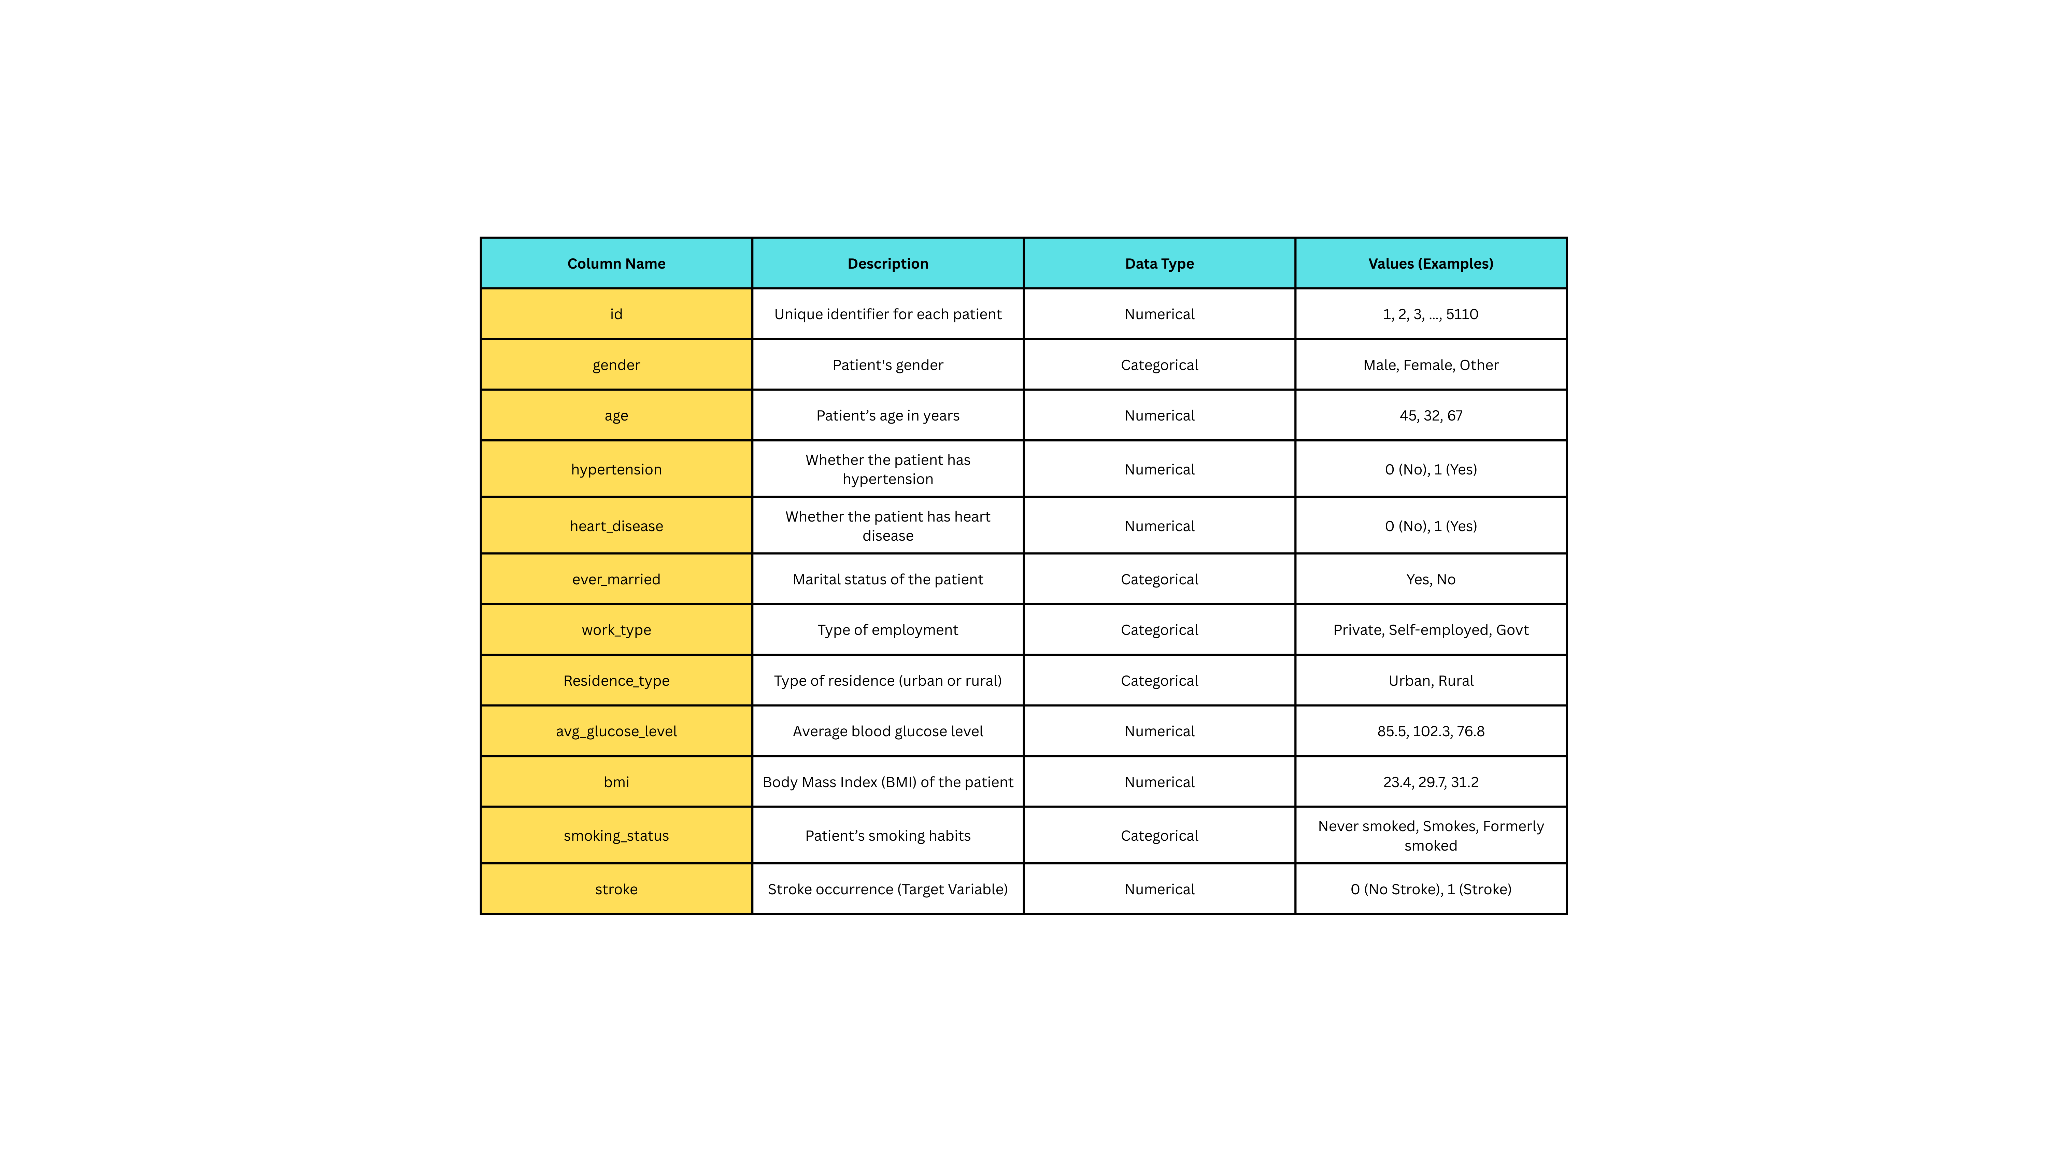 Column Name Description Data Type Values (Examples)
id Unique identifier for each patient Numerical 1, 2, 3, ..., 5110
gender Patient's gender Categorical Male, Female, Other
age Patient’s age in years Numerical 45, 32, 67
hypertension Whether the patient has
hypertension Numerical 0 (No), 1 (Yes)
heart_disease Whether the patient has heart
disease Numerical 0 (No), 1 (Yes)
ever_married Marital status of the patient Categorical Yes, No
work_type Type of employment Categorical Private, Self-employed, Govt
Residence_type Type of residence (urban or rural) Categorical Urban, Rural
avg_glucose_level Average blood glucose level Numerical 85.5, 102.3, 76.8
bmi Body Mass Index (BMI) of the patient Numerical 23.4, 29.7, 31.2
smoking_status Patient’s smoking habits Categorical Never smoked, Smokes, Formerly
smoked
stroke Stroke occurrence (Target Variable) Numerical 0 (No Stroke), 1 (Stroke)